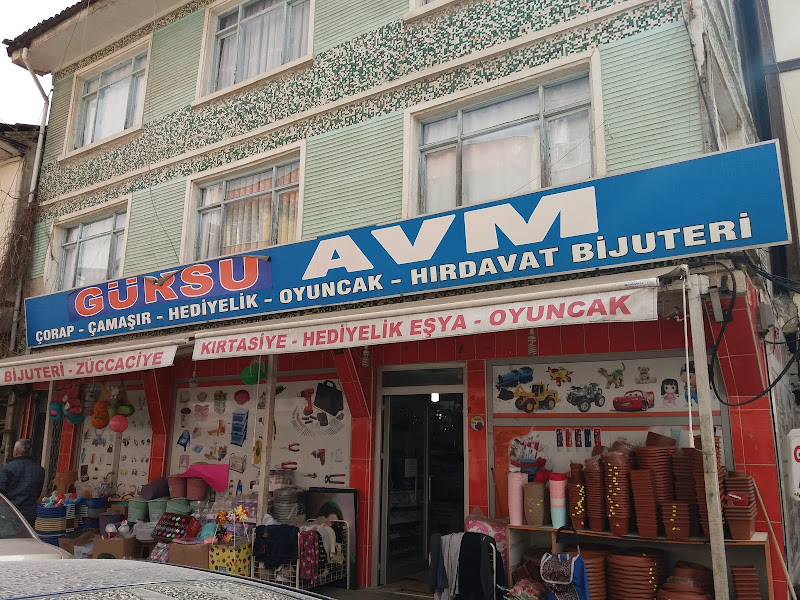 GÜRSU AVM
ÇORAP - ÇAMAŞIR - HEDİYELİK - OYUNCAK - HIRDAVAT BİJUTERİ
BİJUTERİ - ZÜCCACİYE
KIRTASİYE - HEDİYELİK EŞYA - OYUNCAK